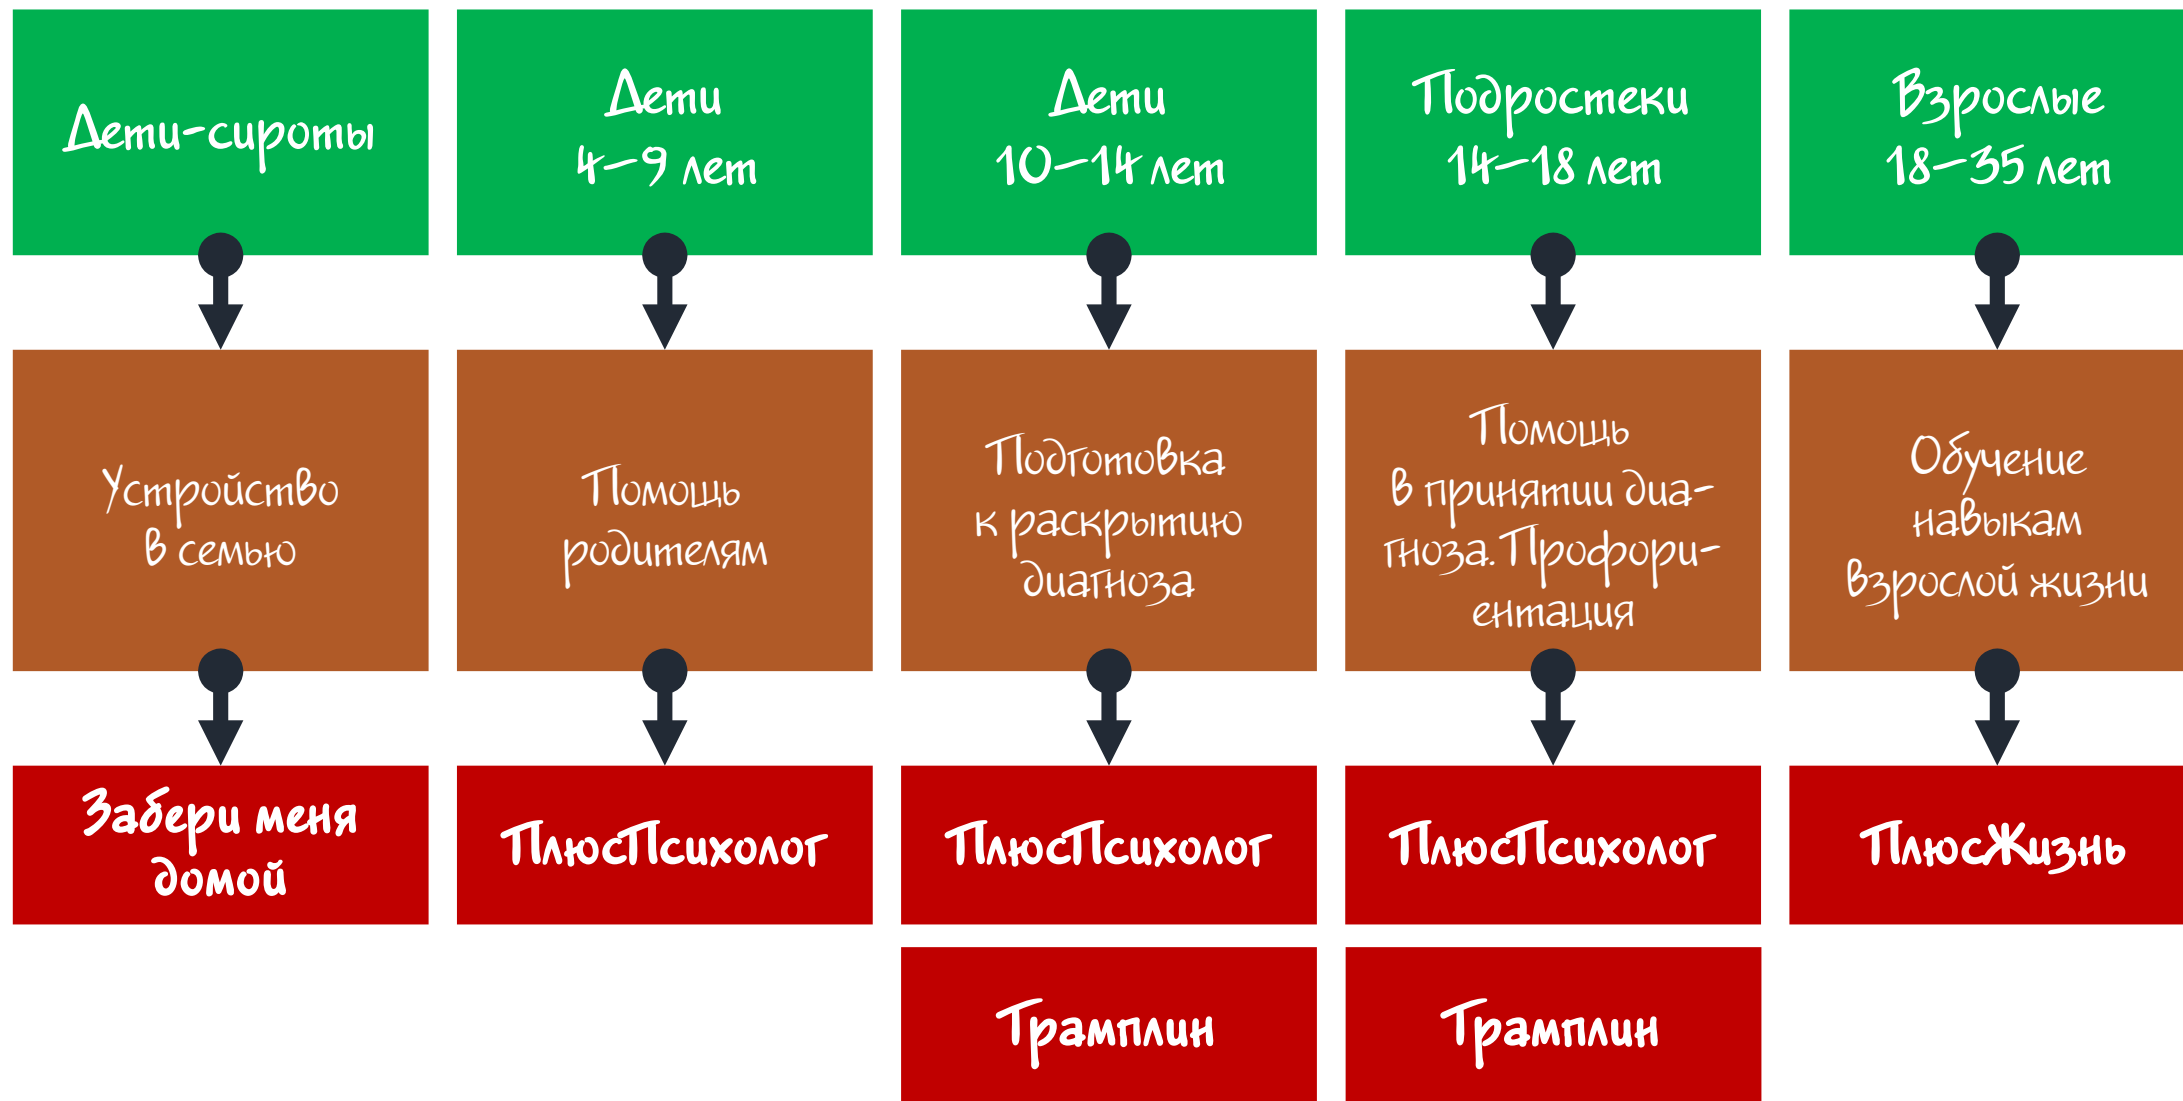 Дети-сироты
Дети
4–9 лет
Дети
10–14 лет
Подростеки
14–18 лет
Взрослые
18–35 лет
Устройство
в семью
Помощь
родителям
Подготовка
к раскрытию
диагноза
Помощь
в принятии диа-
гноза. Профори-
ентация
Обучение
навыкам
взрослой жизни
Забери меня
домой
ПлюсПсихолог
ПлюсПсихолог
ПлюсПсихолог
ПлюсЖизнь
Трамплин
Трамплин